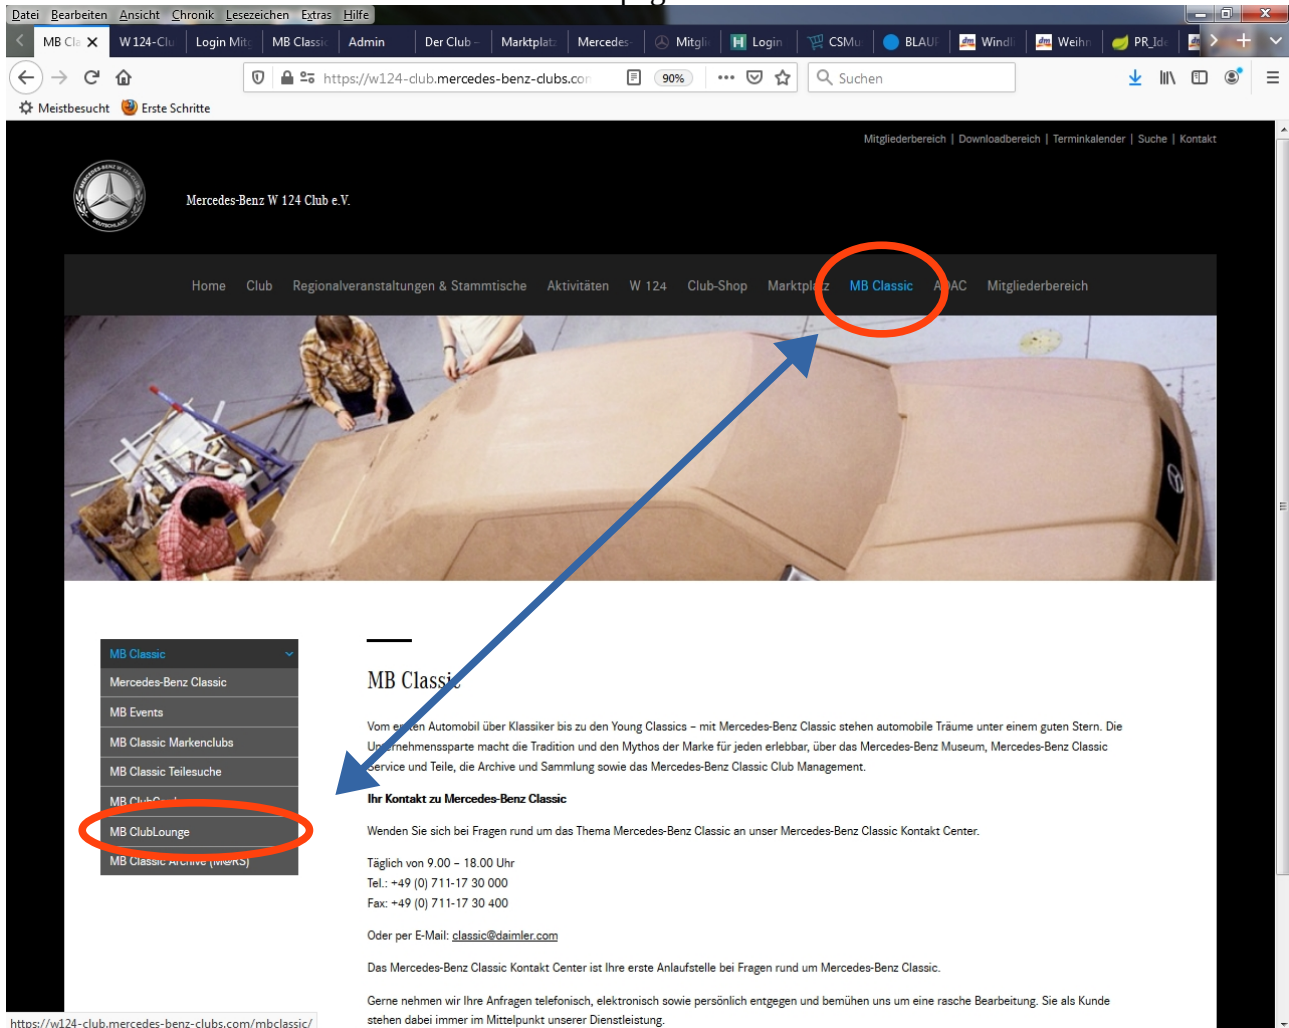 Datei Bearbeiten Ansicht Chronik Lesezeichen Extras Hilfe
MB Cla W124-Clu Login Mitg MB Classic Admin Der Club – Marktplatz Mercedes- Mitglie Login CSMu BLAUF Windl Weihn PR_Ide
https://w124-club.mercedes-benz-clubs.com 90% Suchen
Meistbesucht Erste Schritte
Mitgliederbereich | Downloadbereich | Terminkalender | Suche | Kontakt
Mercedes-Benz W 124 Club e.V.
Home Club Regionalveranstaltungen & Stammtische Aktivitäten W 124 Club-Shop Marktplatz MB Classic ADAC Mitgliederbereich
MB Classic
Mercedes-Benz Classic
MB Events
MB Classic Markenclubs
MB Classic Teilesuche
MB ClubCard
MB ClubLounge
MB Classic Archive (M@RS)
MB Classic
Vom ersten Automobil über Klassiker bis zu den Young Classics – mit Mercedes-Benz Classic stehen automobile Träume unter einem guten Stern. Die
Unternehmenssparte macht die Tradition und den Mythos der Marke für jeden erlebbar, über das Mercedes-Benz Museum, Mercedes-Benz Classic
Service und Teile, die Archive und Sammlung sowie das Mercedes-Benz Classic Club Management.
Ihr Kontakt zu Mercedes-Benz Classic
Wenden Sie sich bei Fragen rund um das Thema Mercedes-Benz Classic an unser Mercedes-Benz Classic Kontakt Center.
Täglich von 9.00 – 18.00 Uhr
Tel.: +49 (0) 711-17 30 000
Fax: +49 (0) 711-17 30 400
Oder per E-Mail: classic@daimler.com
Das Mercedes-Benz Classic Kontakt Center ist Ihre erste Anlaufstelle bei Fragen rund um Mercedes-Benz Classic.
Gerne nehmen wir Ihre Anfragen telefonisch, elektronisch sowie persönlich entgegen und bemühen uns um eine rasche Bearbeitung. Sie als Kunde
stehen dabei immer im Mittelpunkt unserer Dienstleistung.
https://w124-club.mercedes-benz-clubs.com/mbclassic/